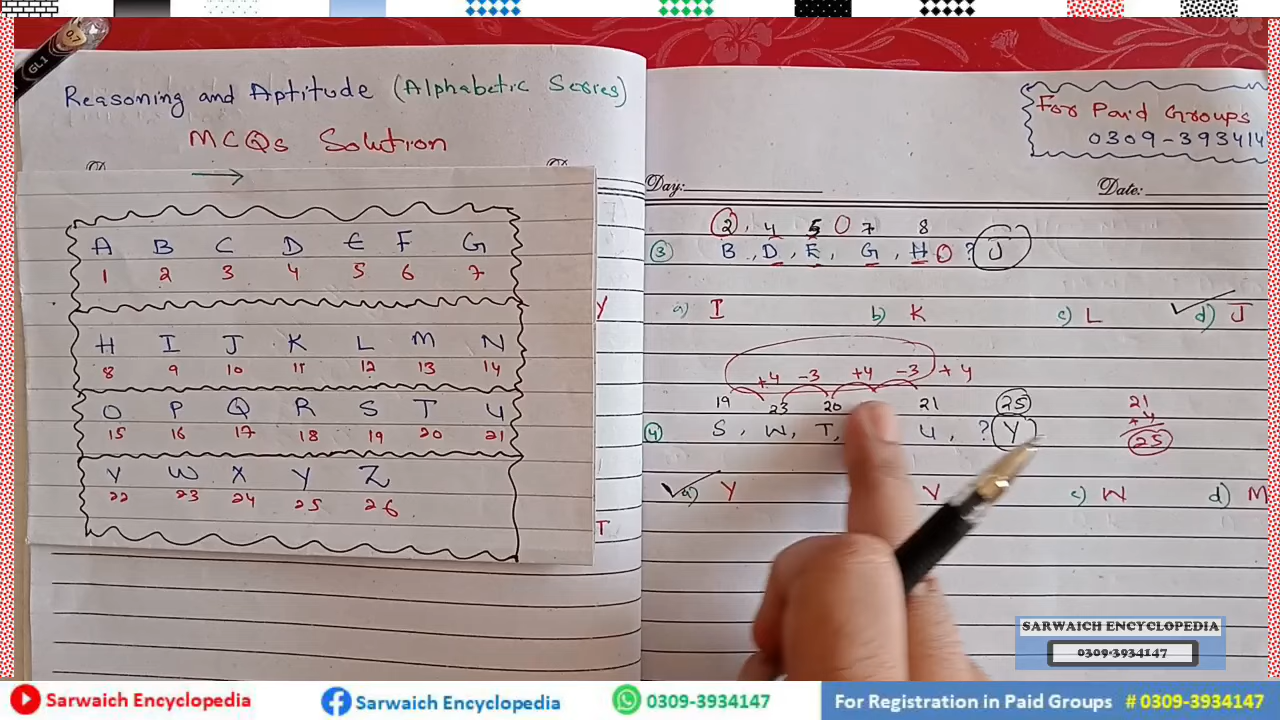 GL1 0.7
Reasoning and Aptitude (Alphabetic Series)
MCQs Solution
A B C D E F G
1 2 3 4 5 6 7
H I J K L M N
8 9 10 11 12 13 14
O P Q R S T U
15 16 17 18 19 20 21
V W X Y Z
22 23 24 25 26
Y
T
For Paid Groups
0309-393414
Day:
Date:
2, 4 5 7 8
3 B, D, E, G, H, ? J
a) I b) K c) L d) J
+4 -3 +4 -3 +4
19 23 20 21 25
4 S, W, T, U, ? Y
21
+4
25
a) Y V c) W d) M
SARWAICH ENCYCLOPEDIA
0309-3934147
Sarwaich Encyclopedia Sarwaich Encyclopedia 0309-3934147 For Registration in Paid Groups # 0309-3934147